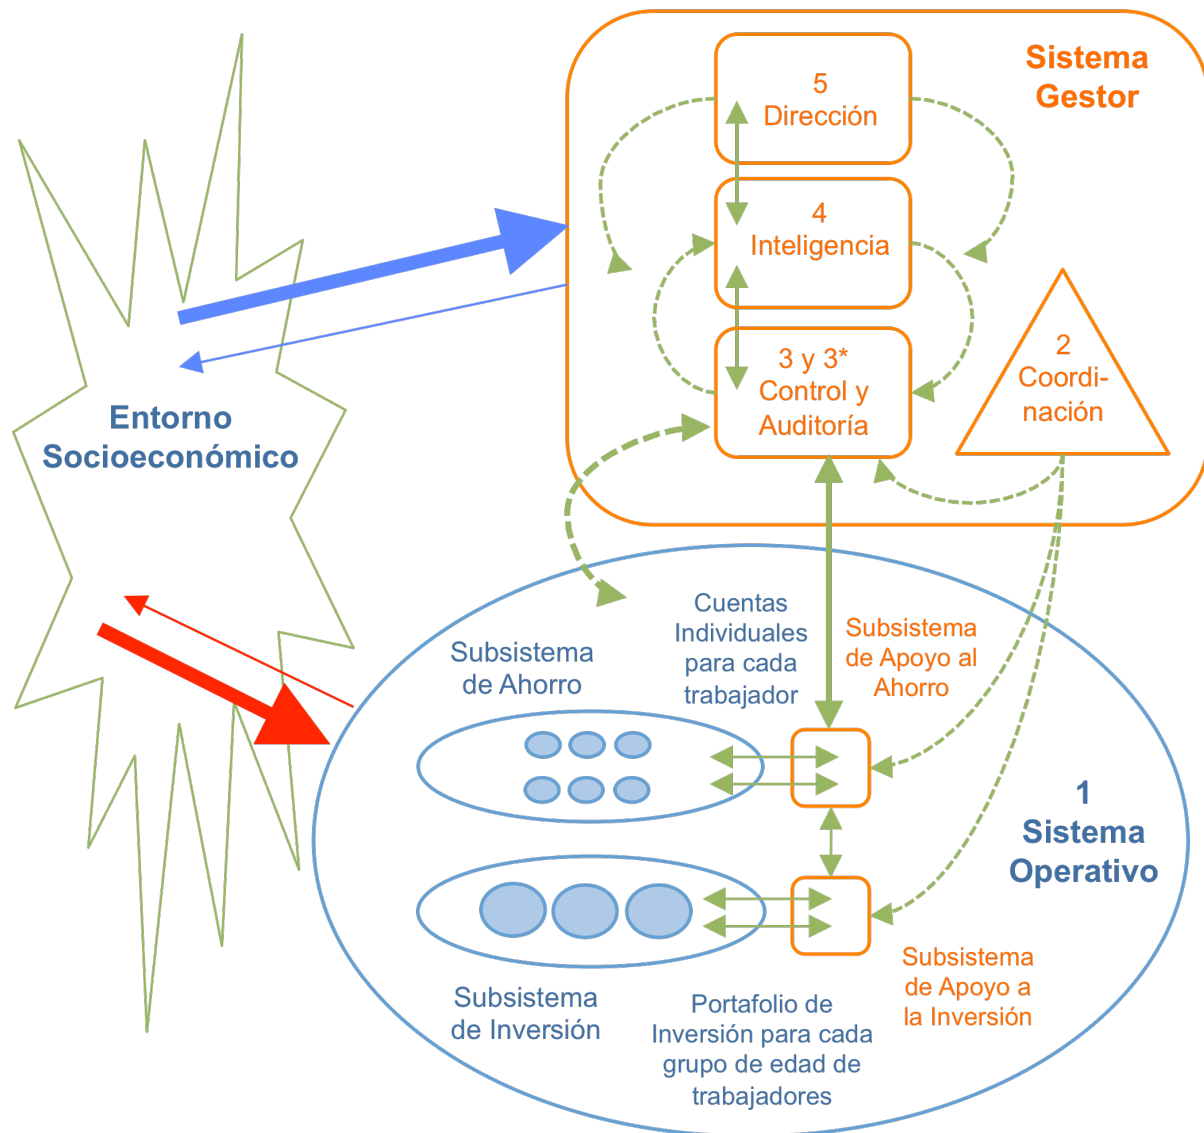 Sistema
Gestor
5
Dirección
4
Inteligencia
3 y 3*
Control y
Auditoría
2
Coordi-
nación
Entorno
Socioeconómico
Cuentas
Individuales
para cada
trabajador
Subsistema
de Apoyo al
Ahorro
Subsistema
de Ahorro
1
Sistema
Operativo
Subsistema
de Inversión
Portafolio de
Inversión para cada
grupo de edad de
trabajadores
Subsistema
de Apoyo a
la Inversión